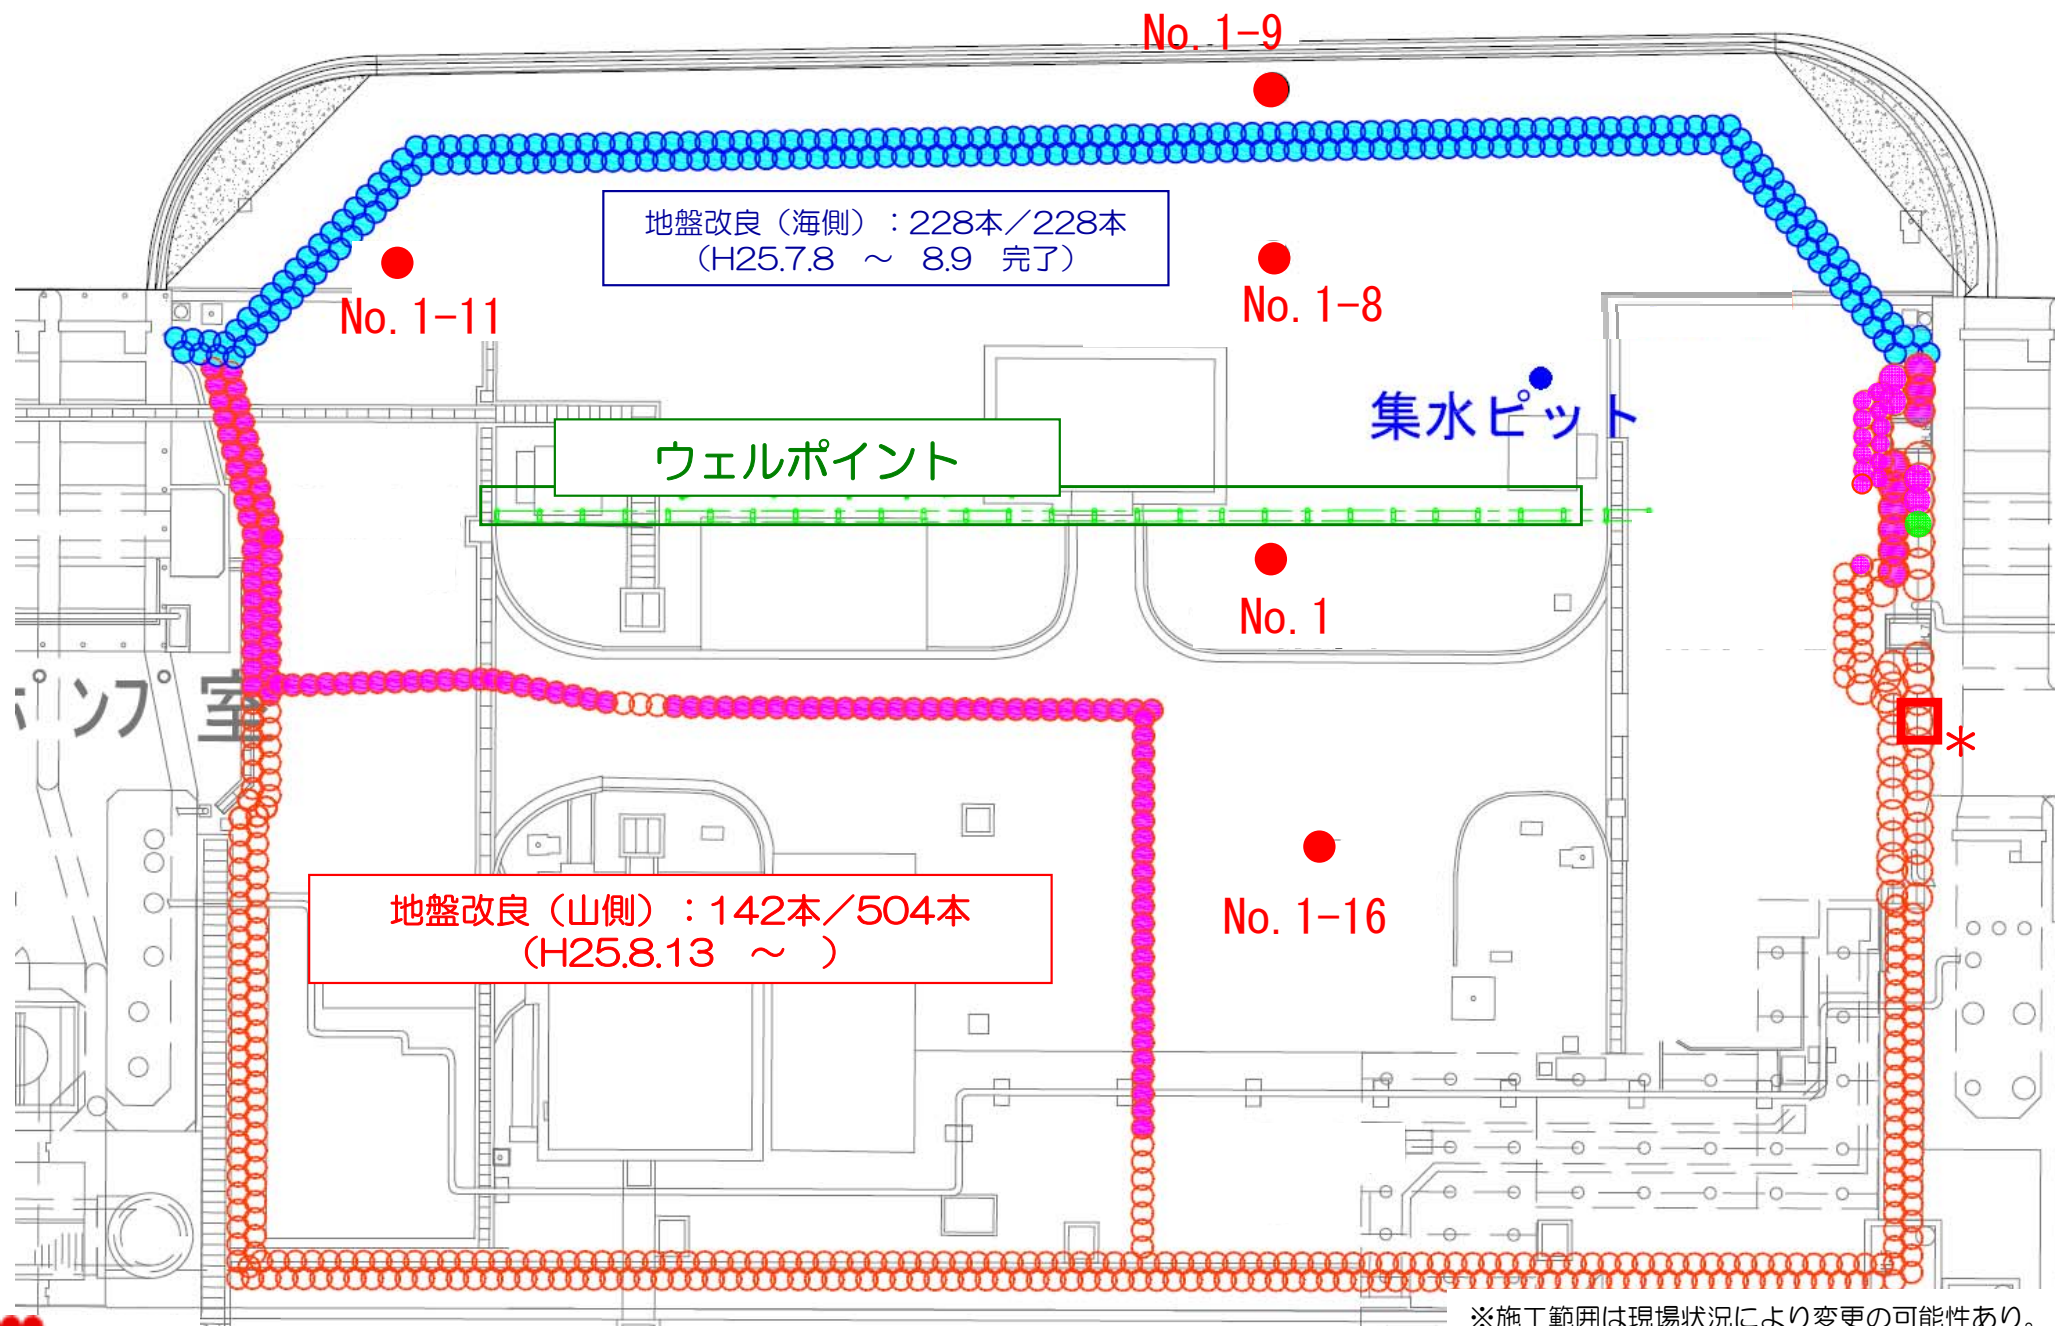 No. 1-9
地盤改良（海側）：228本／228本
（H25.7.8　～　8.9　完了）
No. 1-11
No. 1-8
集水ピット
ウェルポイント
No. 1
ポンプ室
*
No. 1-16
地盤改良（山側）：142本／504本
（H25.8.13　～　）
※施工範囲は現場状況により変更の可能性あり。